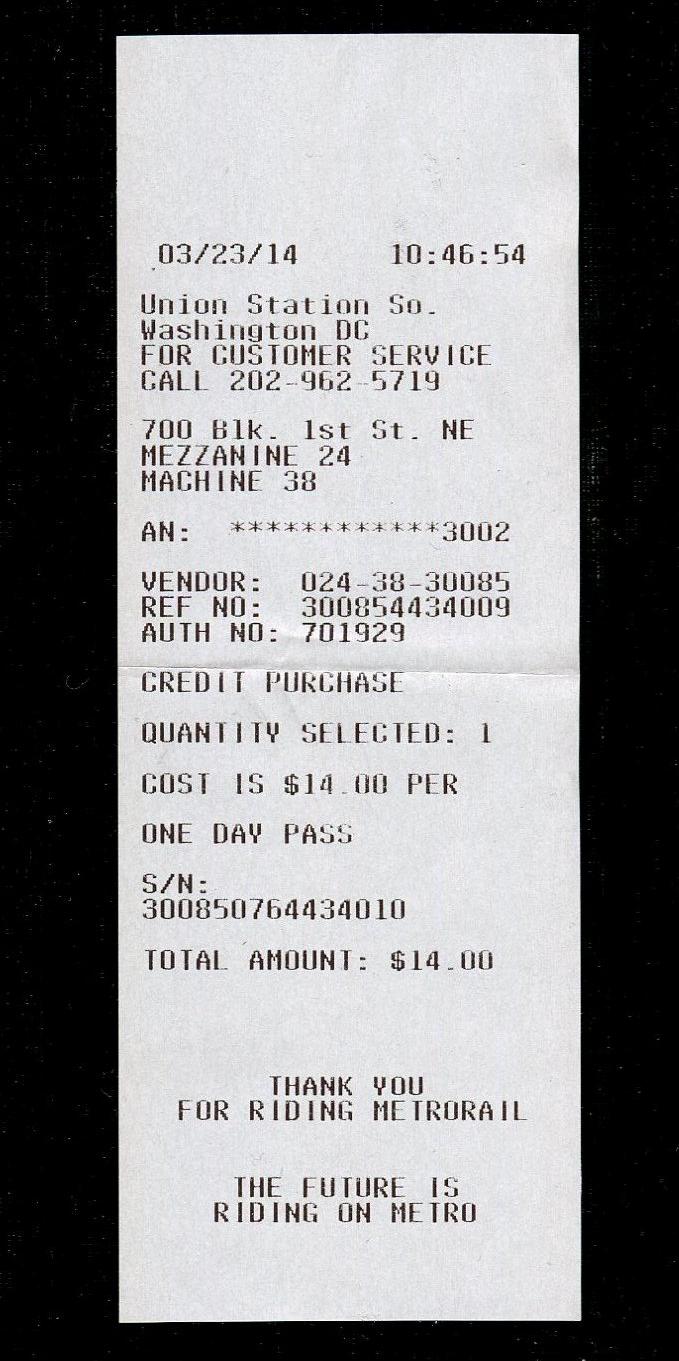 03/23/14 10:46:54
Union Station So.
Washington DC
FOR CUSTOMER SERVICE
CALL 202-962-5719
700 Blk. 1st St. NE
MEZZANINE 24
MACHINE 38
AN: ************3002
VENDOR: 024-38-30085
REF NO: 300854434009
AUTH NO: 701929
CREDIT PURCHASE
QUANTITY SELECTED: 1
COST IS $14.00 PER
ONE DAY PASS
S/N:
300850764434010
TOTAL AMOUNT: $14.00
THANK YOU
FOR RIDING METRORAIL
THE FUTURE IS
RIDING ON METRO